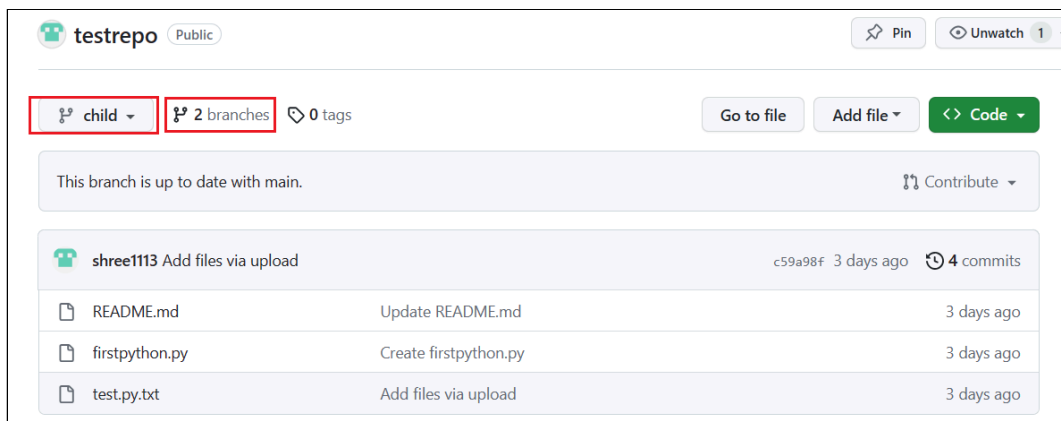 testrepo Public Pin Unwatch 1
child 2 branches 0 tags Go to file Add file <> Code
This branch is up to date with main. Contribute
shree1113 Add files via upload c59a98f 3 days ago 4 commits
README.md Update README.md 3 days ago
firstpython.py Create firstpython.py 3 days ago
test.py.txt Add files via upload 3 days ago